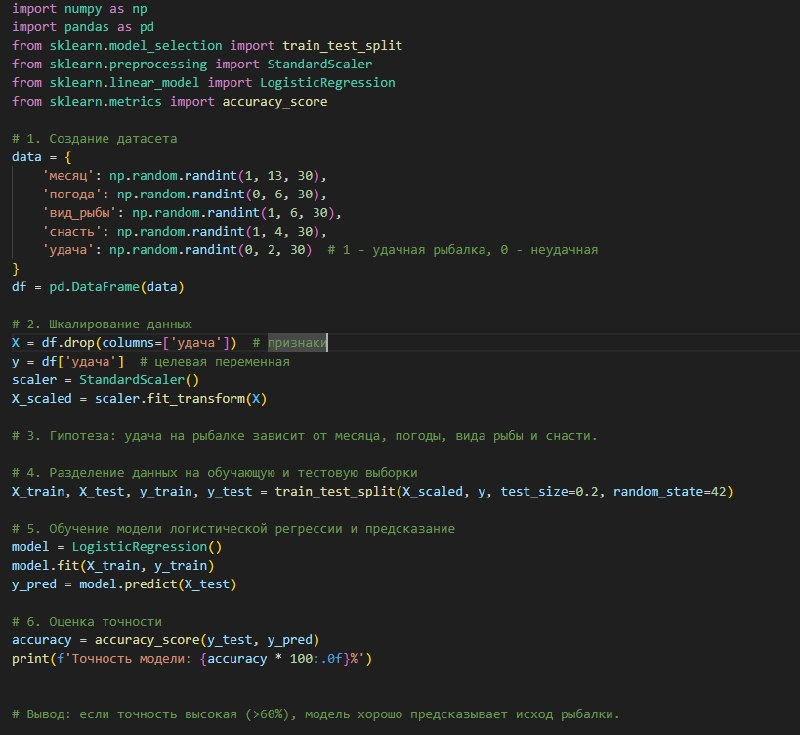 import numpy as np
import pandas as pd
from sklearn.model_selection import train_test_split
from sklearn.preprocessing import StandardScaler
from sklearn.linear_model import LogisticRegression
from sklearn.metrics import accuracy_score
# 1. Создание датасета
data = {
'месяц': np.random.randint(1, 13, 30),
'погода': np.random.randint(0, 6, 30),
'вид_рыбы': np.random.randint(1, 6, 30),
'снасть': np.random.randint(1, 4, 30),
'удача': np.random.randint(0, 2, 30)  # 1 - удачная рыбалка, 0 - неудачная
}
df = pd.DataFrame(data)
# 2. Шкалирование данных
X = df.drop(columns=['удача'])  # признаки
y = df['удача']  # целевая переменная
scaler = StandardScaler()
X_scaled = scaler.fit_transform(X)
# 3. Гипотеза: удача на рыбалке зависит от месяца, погоды, вида рыбы и снасти.
# 4. Разделение данных на обучающую и тестовую выборки
X_train, X_test, y_train, y_test = train_test_split(X_scaled, y, test_size=0.2, random_state=42)
# 5. Обучение модели логистической регрессии и предсказание
model = LogisticRegression()
model.fit(X_train, y_train)
y_pred = model.predict(X_test)
# 6. Оценка точности
accuracy = accuracy_score(y_test, y_pred)
print(f'Точность модели: {accuracy * 100:.0f}%')
# Вывод: если точность высокая (>60%), модель хорошо предсказывает исход рыбалки.